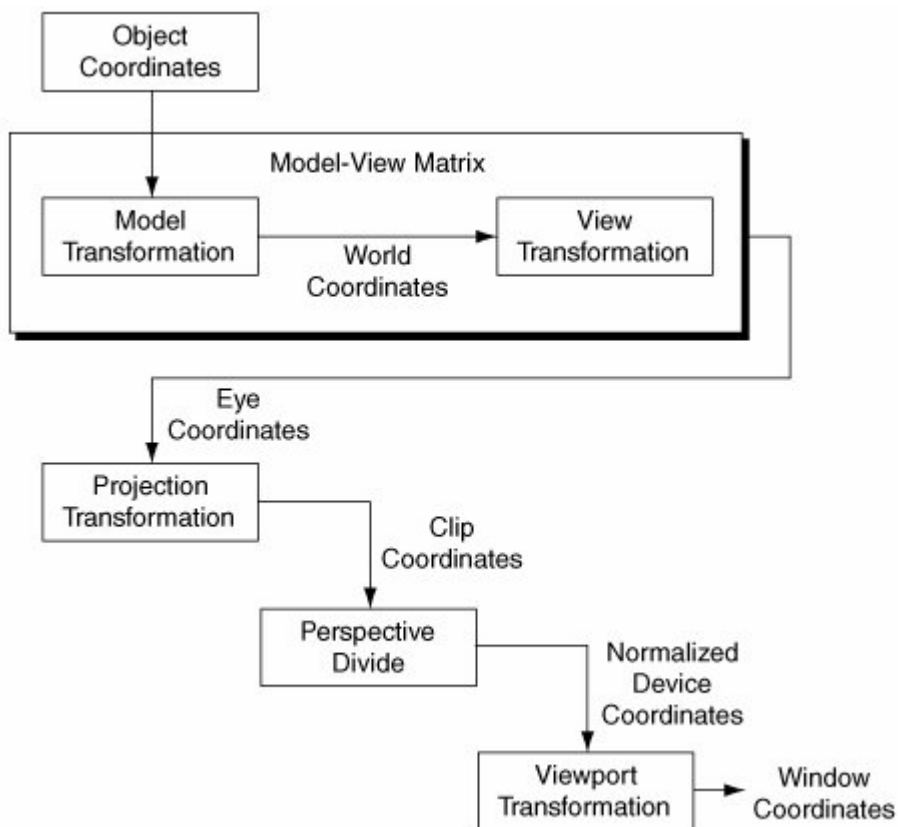 Object
Coordinates
Model-View Matrix
Model
Transformation
World
Coordinates
View
Transformation
Eye
Coordinates
Projection
Transformation
Clip
Coordinates
Perspective
Divide
Normalized
Device
Coordinates
Viewport
Transformation
Window
Coordinates